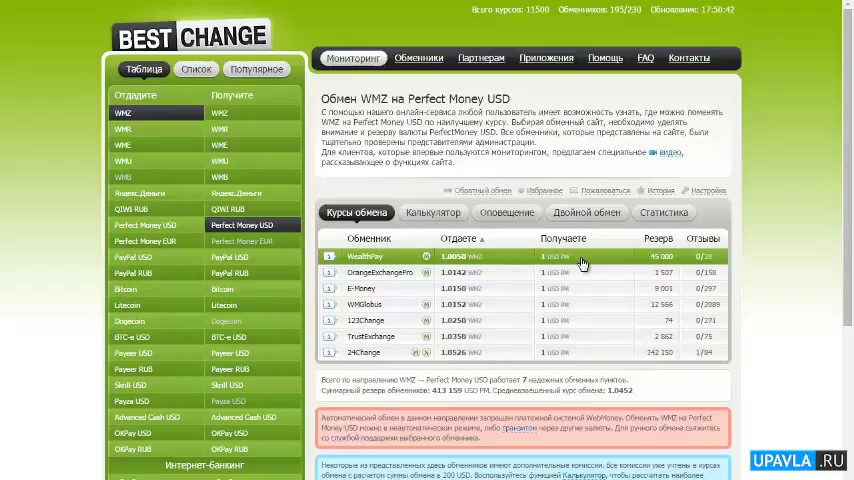 Всего курсов: 11500 Обменников: 195/230 Обновление: 17:50:42
BESTCHANGE
Таблица Список Популярное
Мониторинг Обменники Партнерам Приложения Помощь FAQ Контакты
Отдадите Получите
WMZ WMZ
WMR WMR
WME WME
WMU WMU
WMB WMB
Яндекс.Деньги Яндекс.Деньги
QIWI RUB QIWI RUB
Perfect Money USD Perfect Money USD
Perfect Money EUR Perfect Money EUR
PayPal USD PayPal USD
PayPal RUB PayPal RUB
Bitcoin Bitcoin
Litecoin Litecoin
Dogecoin Dogecoin
BTC-e USD BTC-e USD
Payeer USD Payeer USD
Payeer RUB Payeer RUB
Skrill USD Skrill USD
Payza USD Payza USD
Advanced Cash USD Advanced Cash USD
OKPay USD OKPay USD
OKPay RUB OKPay RUB
Интернет-банкинг
Обмен WMZ на Perfect Money USD
С помощью нашего онлайн-сервиса любой пользователь имеет возможность узнать, где можно поменять
WMZ на Perfect Money USD по наилучшему курсу. Выбирая обменный сайт, необходимо уделять
внимание и резерву валюты PerfectMoney USD. Все обменники, которые представлены на сайте, были
тщательно проверены представителями администрации.
Для клиентов, которые впервые пользуются мониторингом, предлагаем специальное видео,
рассказывающее о функциях сайта.
Обратный обмен Избранное Пожаловаться История Настройка
Курсы обмена Калькулятор Оповещение Двойной обмен Статистика
Обменник Отдаете Получаете Резерв Отзывы
1 WealthPay M 1.0050 WMZ 1 USD PM 45 000 0/28
1 OrangeExchangePro M 1.0142 WMZ 1 USD PM 1 507 0/158
1 E-Money 1.0150 WMZ 1 USD PM 9 001 0/297
1 WMGlobus M 1.0152 WMZ 1 USD PM 12 566 0/2089
1 123Change M 1.0250 WMZ 1 USD PM 74 0/271
1 TrustExchange M 1.0350 WMZ 1 USD PM 2 862 0/75
1 24Change M 1.0526 WMZ 1 USD PM 342 150 1/84
Всего по направлению WMZ → Perfect Money USD работает 7 надежных обменных пунктов.
Суммарный резерв обменников: 413 159 USD PM. Средневзвешенный курс обмена: 1.0452
Автоматический обмен в данном направлении запрещен платежной системой WebMoney. Обменять WMZ на Perfect
Money USD можно в неавтоматическом режиме, либо транзитом через другие валюты. Для ручного обмена свяжитесь
со службой поддержки выбранного обменника.
Некоторые из представленных здесь обменников имеют дополнительные комиссии. Все комиссии уже учтены в курсах
обмена с расчетом суммы обмена в 200 USD. Воспользуйтесь функцией Калькулятор, чтобы рассчитать наиболее
UPAVLA.RU